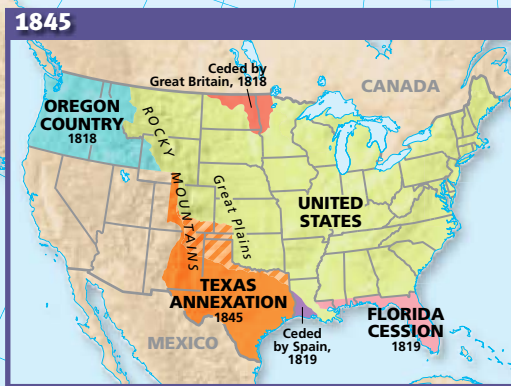 1845
Ceded by
Great Britain, 1818
CANADA
OREGON
COUNTRY
1818
ROCKY MOUNTAINS
Great Plains
UNITED
STATES
TEXAS
ANNEXATION
1845
Ceded
by Spain,
1819
FLORIDA
CESSION
1819
MEXICO